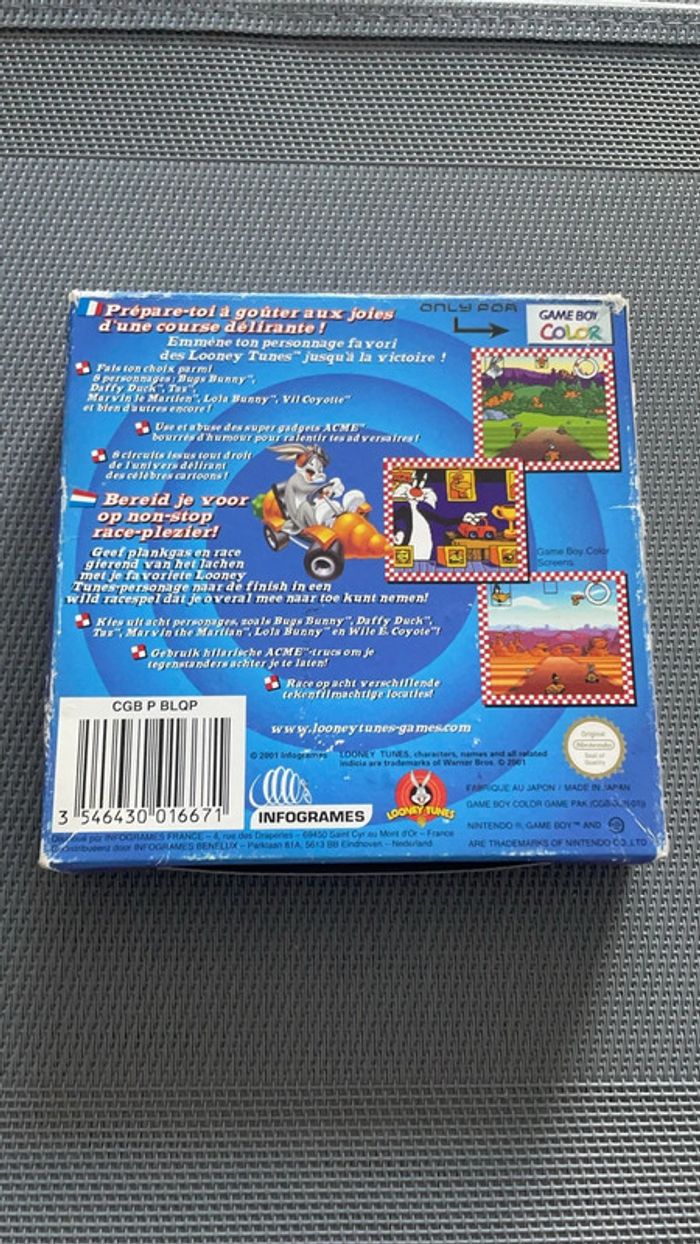 Prépare-toi à goûter aux joies
d'une course délirante !
Emmène ton personnage favori
des Looney Tunes™ jusqu'à la victoire !
Fais ton choix parmi
8 personnages : Bugs Bunny™,
Daffy Duck™, Taz™,
Marvin le Martien™, Lola Bunny™, Vil Coyotte™
et bien d'autres encore !
Use et abuse des super gadgets ACME™
bourrés d'humour pour ralentir tes adversaires !
8 circuits issus tout droit
de l'univers délirant
des célèbres cartoons !
Bereid je voor
op non-stop
race-plezier!
Geef plankgas en race
gierend van het lachen
met je favoriete Looney
Tunes-personage naar de finish in een
wild racespel dat je overal mee naar toe kunt nemen!
Kies uit acht personages, zoals Bugs Bunny™, Daffy Duck™,
Taz™, Marvin the Martian™, Lola Bunny™ en Wile E. Coyote™!
Gebruik hilarische ACME™-trucs om je
tegenstanders achter je te laten!
Race op acht verschillende
tekenfilmachtige locaties!
ONLY FOR
GAME BOY
COLOR
Game Boy Color
Screens
www.looneytunes-games.com
CGB P BLQP
3 546430 016671
© 2001 Infogrames
LOONEY TUNES, characters, names and all related
indicia are trademarks of Warner Bros. © 2001
INFOGRAMES
LOONEY TUNES
Original
Nintendo
Seal of
Quality
FABRIQUÉ AU JAPON / MADE IN JAPAN
GAME BOY COLOR GAME PAK
NINTENDO ®, GAME BOY™ AND
ARE TRADEMARKS OF NINTENDO CO., LTD
par INFOGRAMES FRANCE – 4, rue des Draperies – 69450 Saint Cyr au Mont d'Or – France
door INFOGRAMES BENELUX – Parklaan 81A, 5613 BB Eindhoven – Nederland